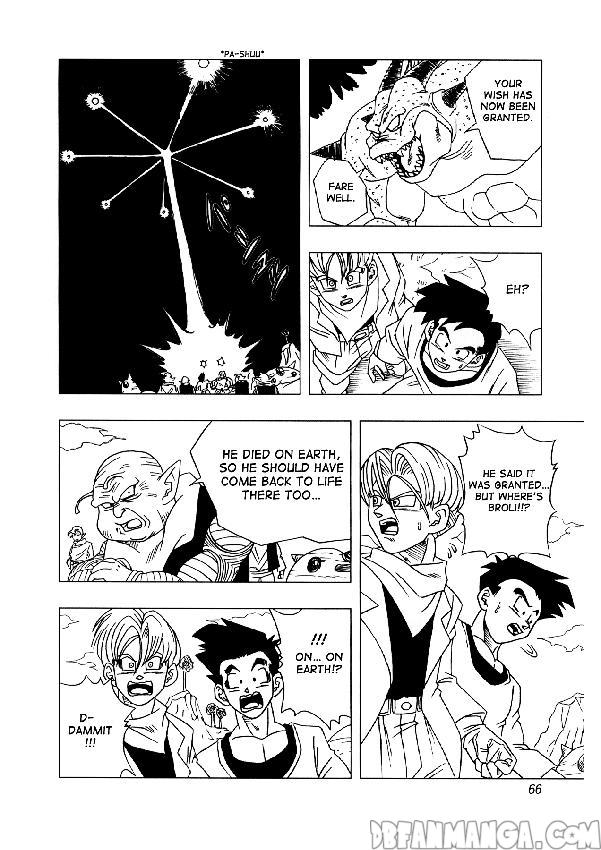 *PA-SHUU*
YOUR
WISH HAS
NOW BEEN
GRANTED.
FARE
WELL.
EH?
HE DIED ON EARTH,
SO HE SHOULD HAVE
COME BACK TO LIFE
THERE TOO...
HE SAID IT
WAS GRANTED...
BUT WHERE'S
BROLI!!?
!!!
ON... ON
EARTH!?
D-
DAMMIT
!!!
66
DBFANMANGA.COM